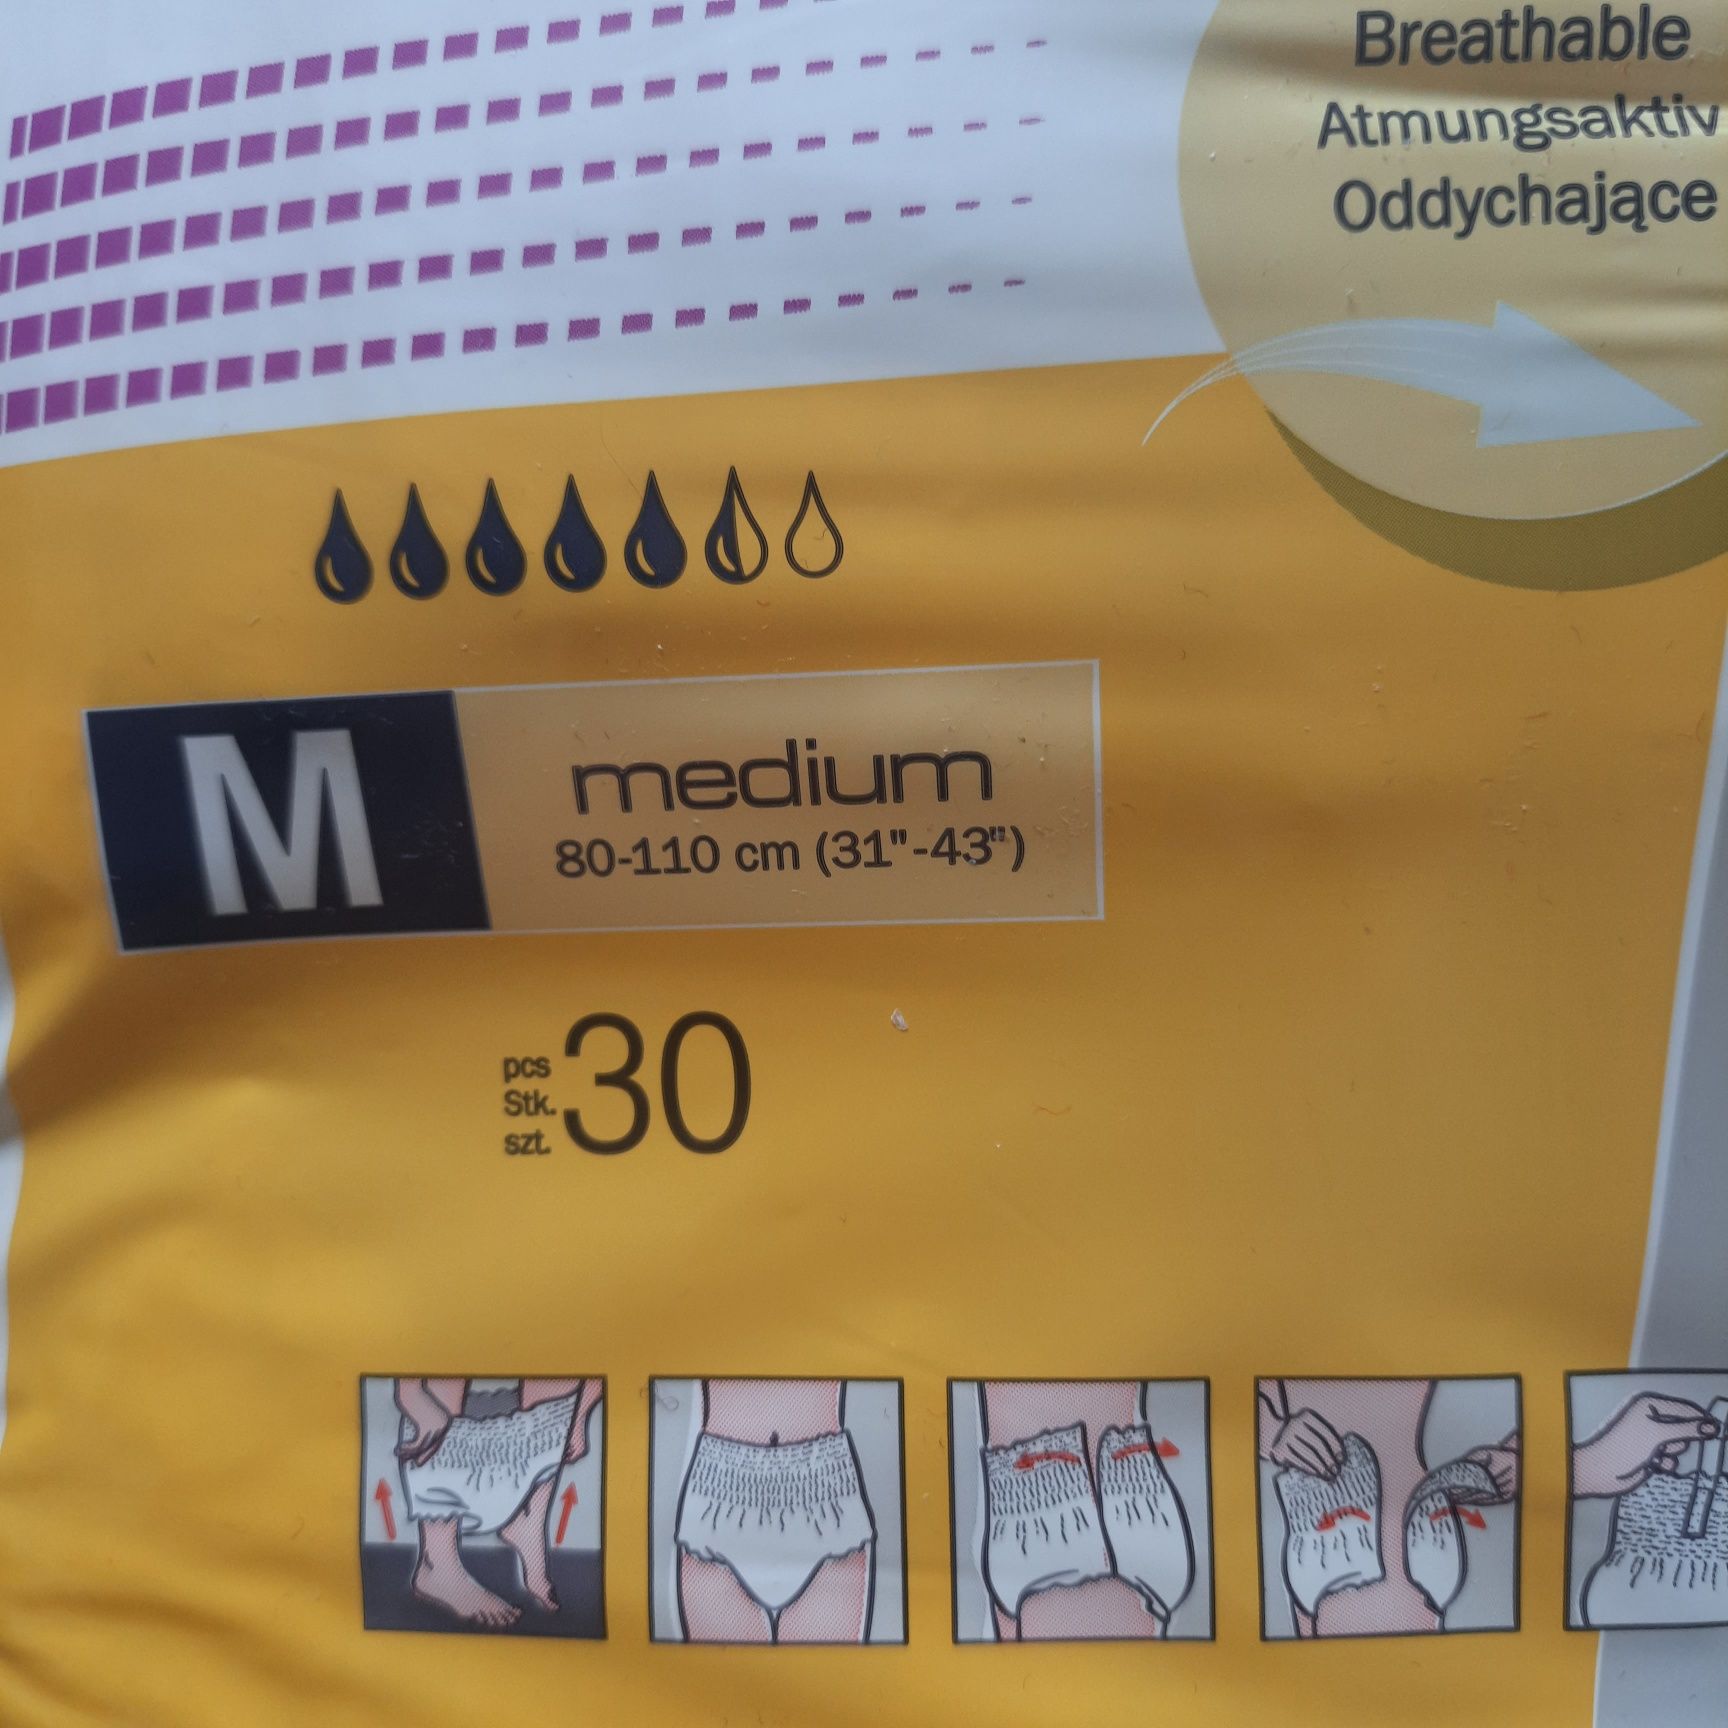 Breathable
Atmungsaktiv
Oddychające
M
medium
80-110 cm (31"-43")
pcs
Stk.
szt.
30